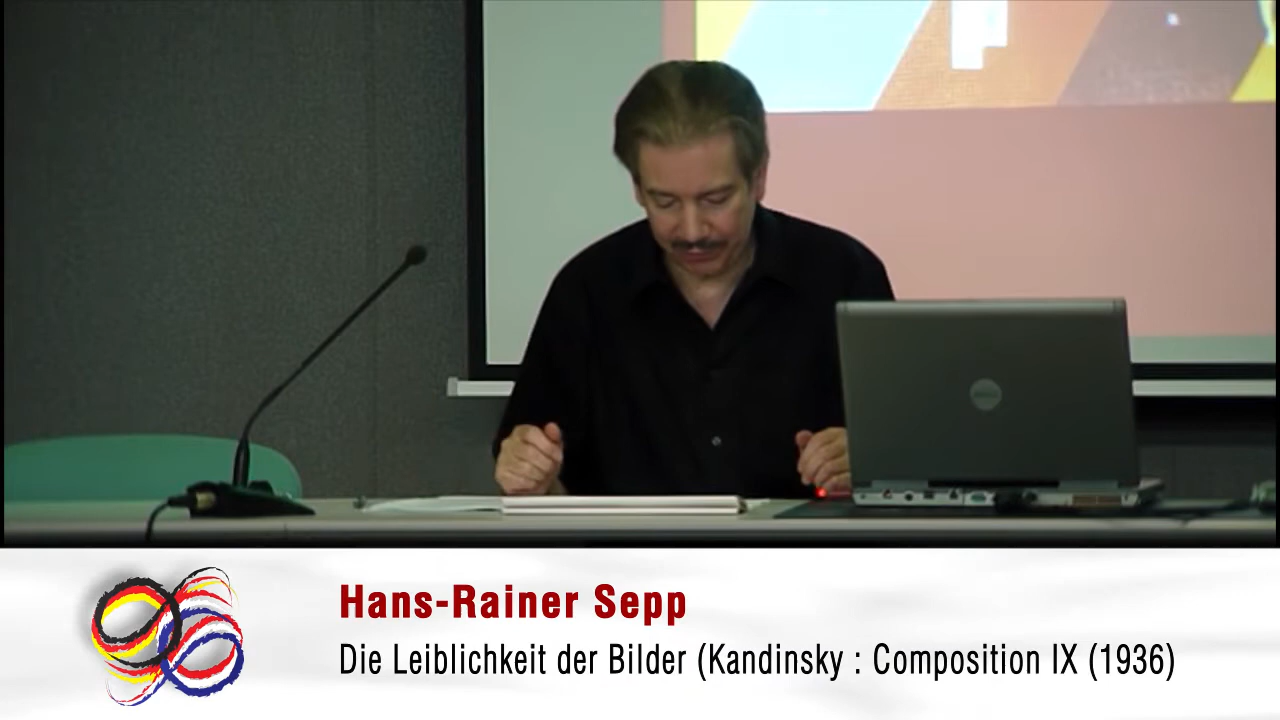 Hans-Rainer Sepp
Die Leiblichkeit der Bilder (Kandinsky : Composition IX (1936)